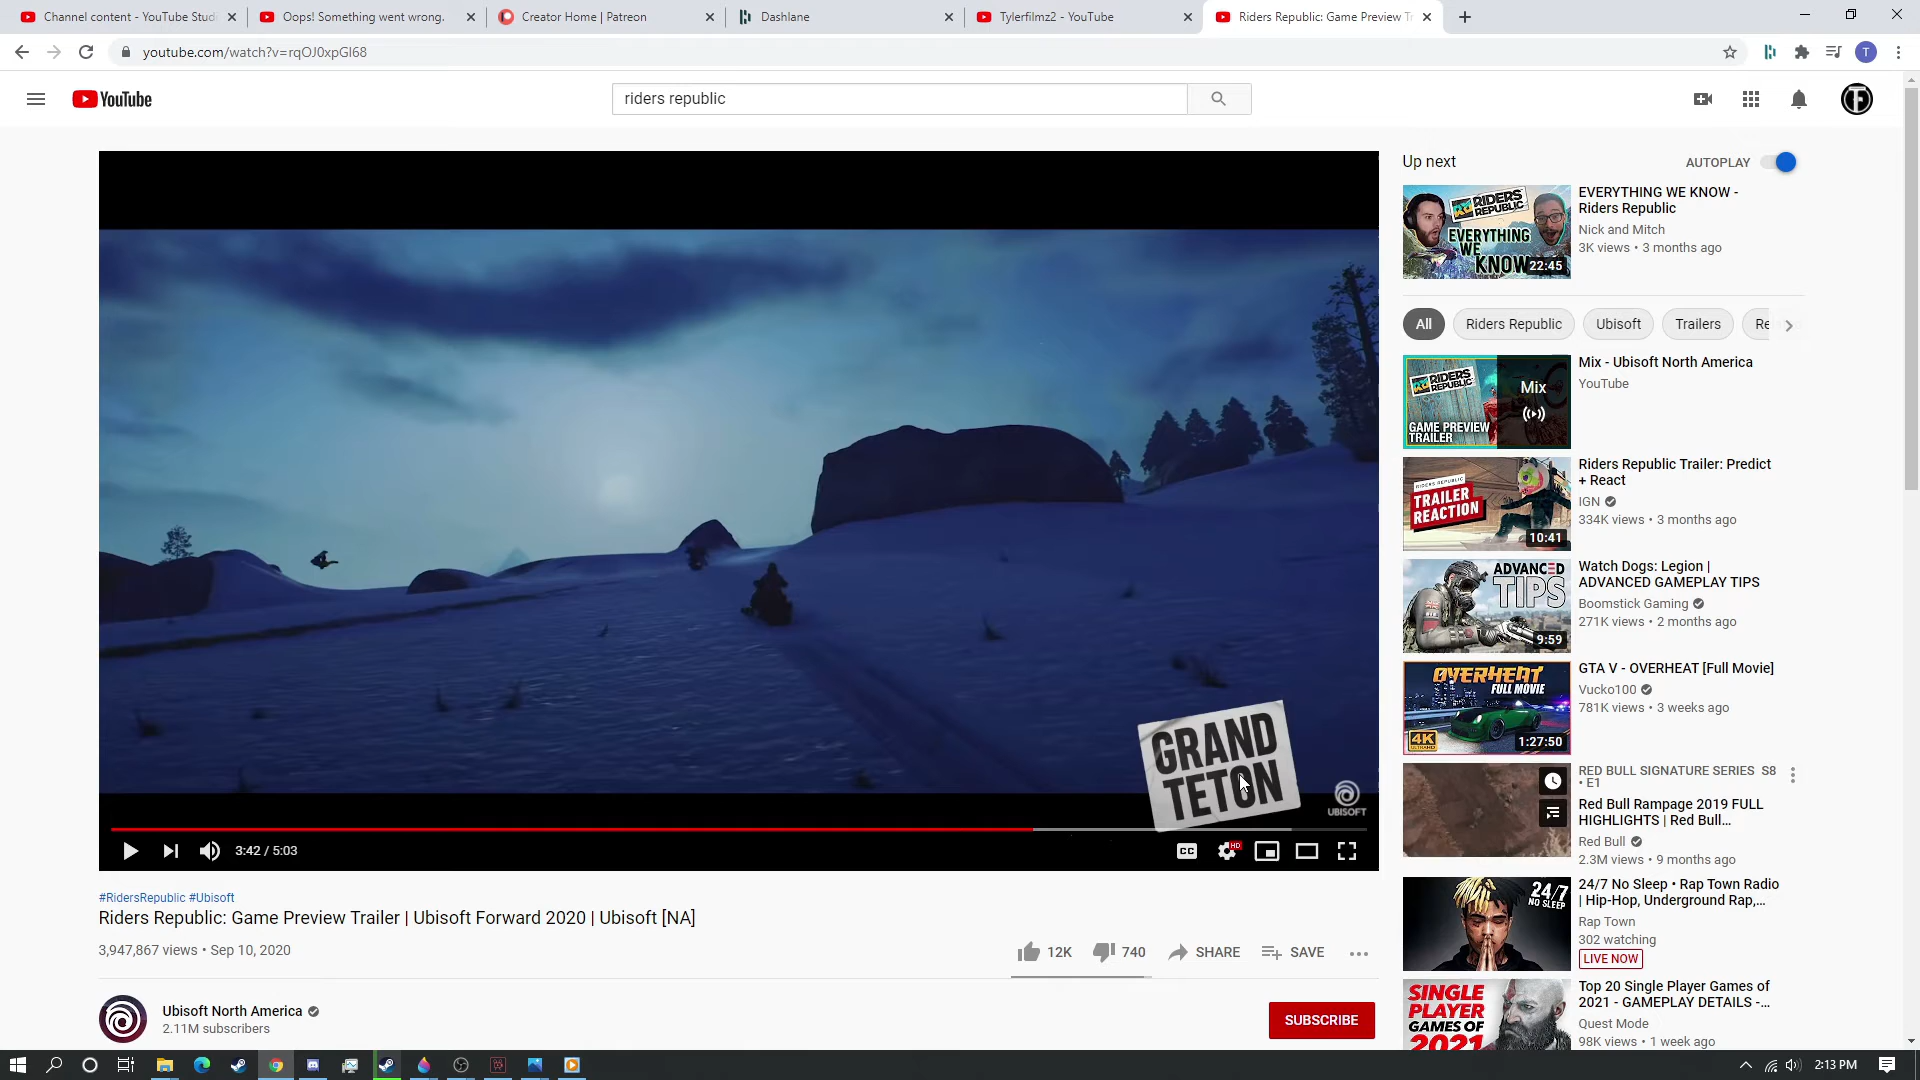 Channel content - YouTube Stud
Oops! Something went wrong.
Creator Home | Patreon
Dashlane
Tylerfilmz2 - YouTube
Riders Republic: Game Preview Tr
youtube.com/watch?v=rqOJ0xpGl68
T
YouTube
riders republic
GRAND
TETON
UBISOFT
3:42 / 5:03
CC
HD
#RidersRepublic #Ubisoft
Riders Republic: Game Preview Trailer | Ubisoft Forward 2020 | Ubisoft [NA]
3,947,867 views • Sep 10, 2020
12K
740
SHARE
SAVE
Ubisoft North America
2.11M subscribers
SUBSCRIBE
Up next
AUTOPLAY
RIDERS
REPUBLIC
EVERYTHING
WE
KNOW
22:45
EVERYTHING WE KNOW -
Riders Republic
Nick and Mitch
3K views • 3 months ago
All
Riders Republic
Ubisoft
Trailers
Re
RIDERS
REPUBLIC
GAME PREVIEW
TRAILER
Mix
Mix - Ubisoft North America
YouTube
RIDERS REPUBLIC
TRAILER
REACTION
10:41
Riders Republic Trailer: Predict
+ React
IGN
334K views • 3 months ago
ADVANCED
TIPS
9:59
Watch Dogs: Legion |
ADVANCED GAMEPLAY TIPS
Boomstick Gaming
271K views • 2 months ago
OVERHEAT
FULL MOVIE
4K
ULTRAHD
1:27:50
GTA V - OVERHEAT [Full Movie]
Vucko100
781K views • 3 weeks ago
RED BULL SIGNATURE SERIES S8
• E1
Red Bull Rampage 2019 FULL
HIGHLIGHTS | Red Bull...
Red Bull
2.3M views • 9 months ago
24/7
NO SLEEP
24/7 No Sleep • Rap Town Radio
| Hip-Hop, Underground Rap,...
Rap Town
302 watching
LIVE NOW
SINGLE
PLAYER
GAMES OF
2021
Top 20 Single Player Games of
2021 - GAMEPLAY DETAILS -...
Quest Mode
98K views • 1 week ago
2:13 PM